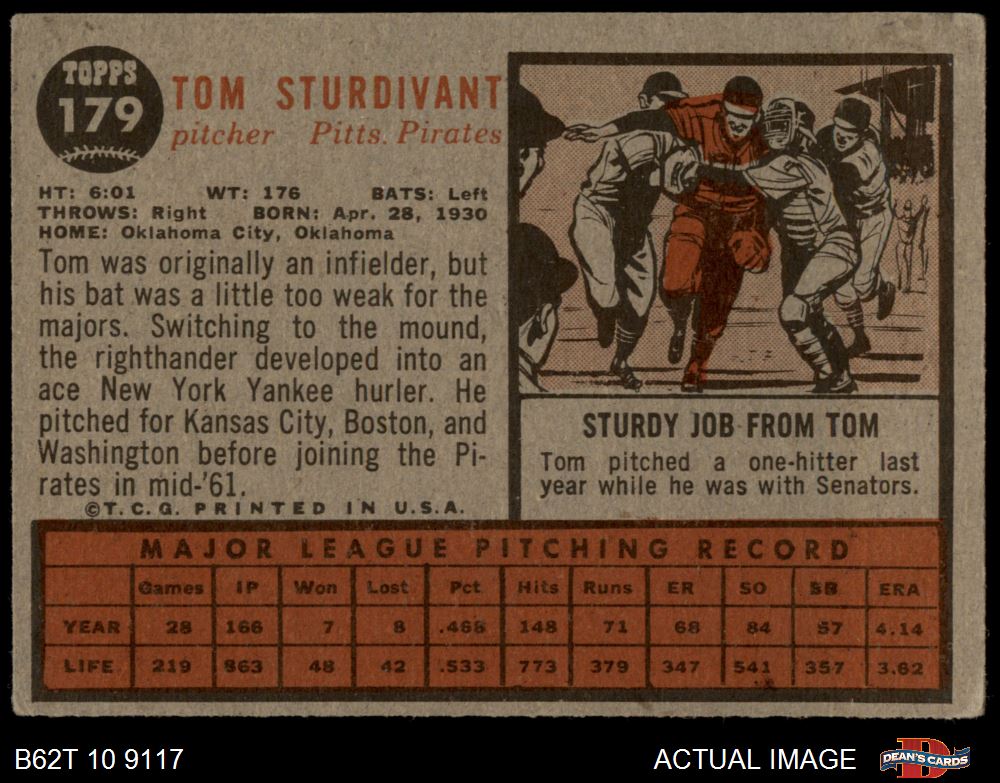 TOPPS
179
TOM STURDIVANT
pitcher Pitts. Pirates
HT: 6:01 WT: 176 BATS: Left
THROWS: Right BORN: Apr. 28, 1930
HOME: Oklahoma City, Oklahoma
Tom was originally an infielder, but
his bat was a little too weak for the
majors. Switching to the mound,
the righthander developed into an
ace New York Yankee hurler. He
pitched for Kansas City, Boston, and
Washington before joining the Pi-
rates in mid-'61.
©T.C.G. PRINTED IN U.S.A.
STURDY JOB FROM TOM
Tom pitched a one-hitter last
year while he was with Senators.
MAJOR LEAGUE PITCHING RECORD
Games IP Won Lost Pct Hits Runs ER SO BB ERA
YEAR 28 166 7 8 .466 148 71 68 84 57 4.14
LIFE 219 863 48 42 .533 773 379 347 541 357 3.62
B62T 10 9117 ACTUAL IMAGE D DEAN'S CARDS